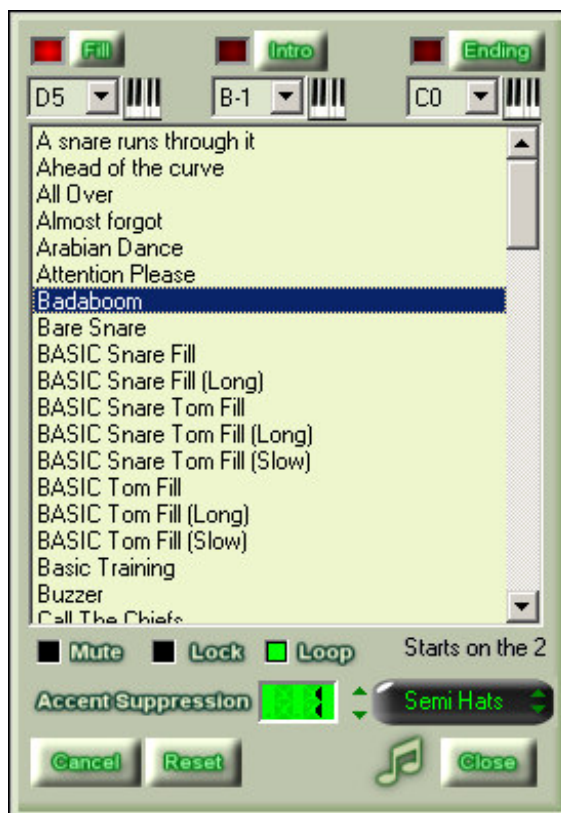 Fill Intro Ending
D5 B-1 C0
A snare runs through it
Ahead of the curve
All Over
Almost forgot
Arabian Dance
Attention Please
Badaboom
Bare Snare
BASIC Snare Fill
BASIC Snare Fill (Long)
BASIC Snare Tom Fill
BASIC Snare Tom Fill (Long)
BASIC Snare Tom Fill (Slow)
BASIC Tom Fill
BASIC Tom Fill (Long)
BASIC Tom Fill (Slow)
Basic Training
Buzzer
Call The Chiefs
Mute Lock Loop Starts on the 2
Accent Suppression Semi Hats
Cancel Reset Close